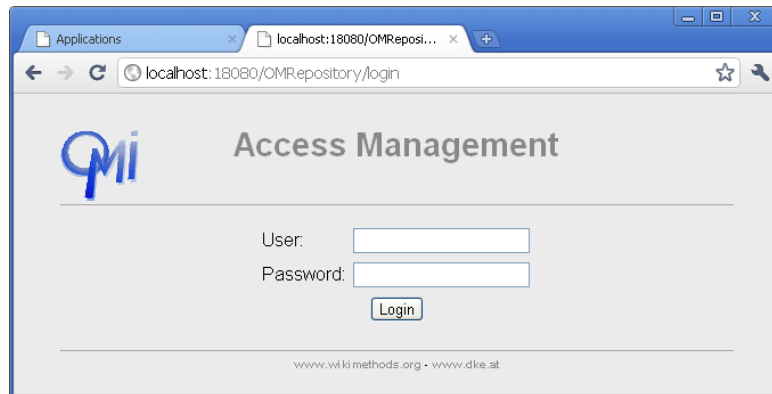 Applications
localhost:18080/OMReposi...
localhost:18080/OMRepository/login
OMi
Access Management
User:
Password:
Login
www.wikimethods.org - www.dke.at